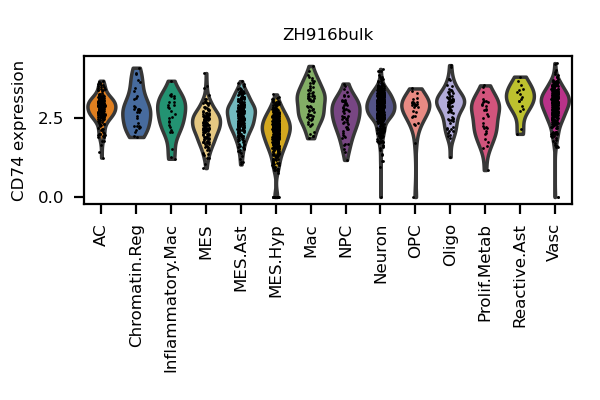 ZH916bulk
CD74 expression
2.5
0.0
AC
Chromatin.Reg
Inflammatory.Mac
MES
MES.Ast
MES.Hyp
Mac
NPC
Neuron
OPC
Oligo
Prolif.Metab
Reactive.Ast
Vasc